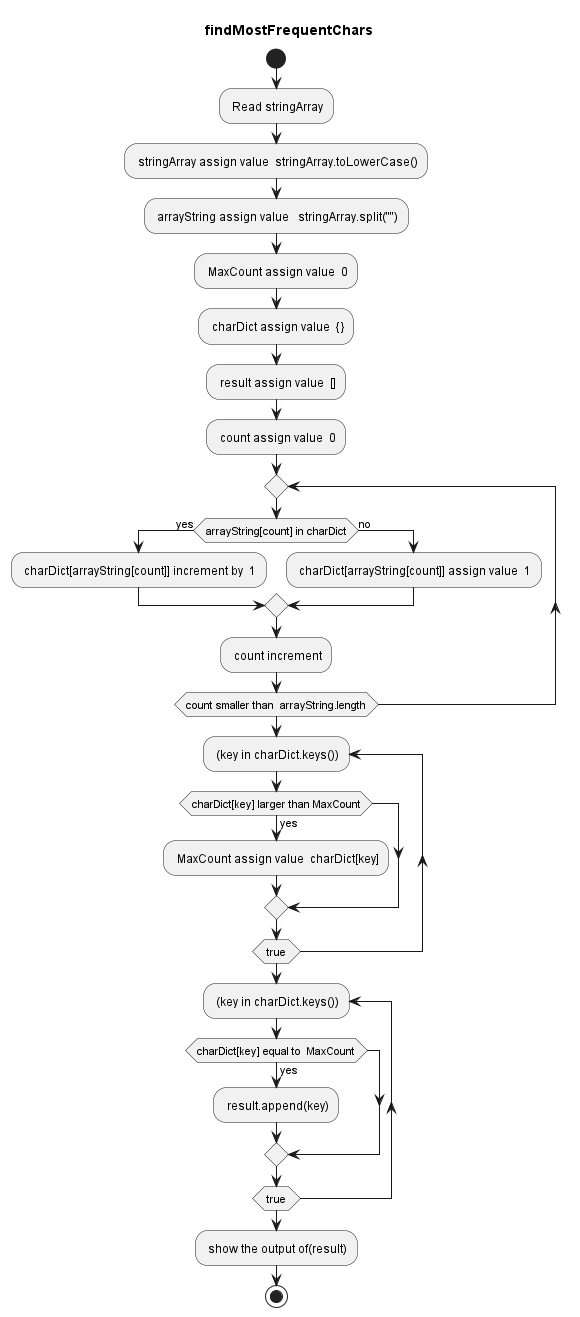 findMostFrequentChars
Read stringArray
stringArray assign value  stringArray.toLowerCase()
arrayString assign value   stringArray.split("")
MaxCount assign value  0
charDict assign value  {}
result assign value  []
count assign value  0
yes
arrayString[count] in charDict
no
charDict[arrayString[count]] increment by  1
charDict[arrayString[count]] assign value  1
count increment
count smaller than  arrayString.length
(key in charDict.keys())
charDict[key] larger than MaxCount
yes
MaxCount assign value  charDict[key]
true
(key in charDict.keys())
charDict[key] equal to  MaxCount
yes
result.append(key)
true
show the output of(result)